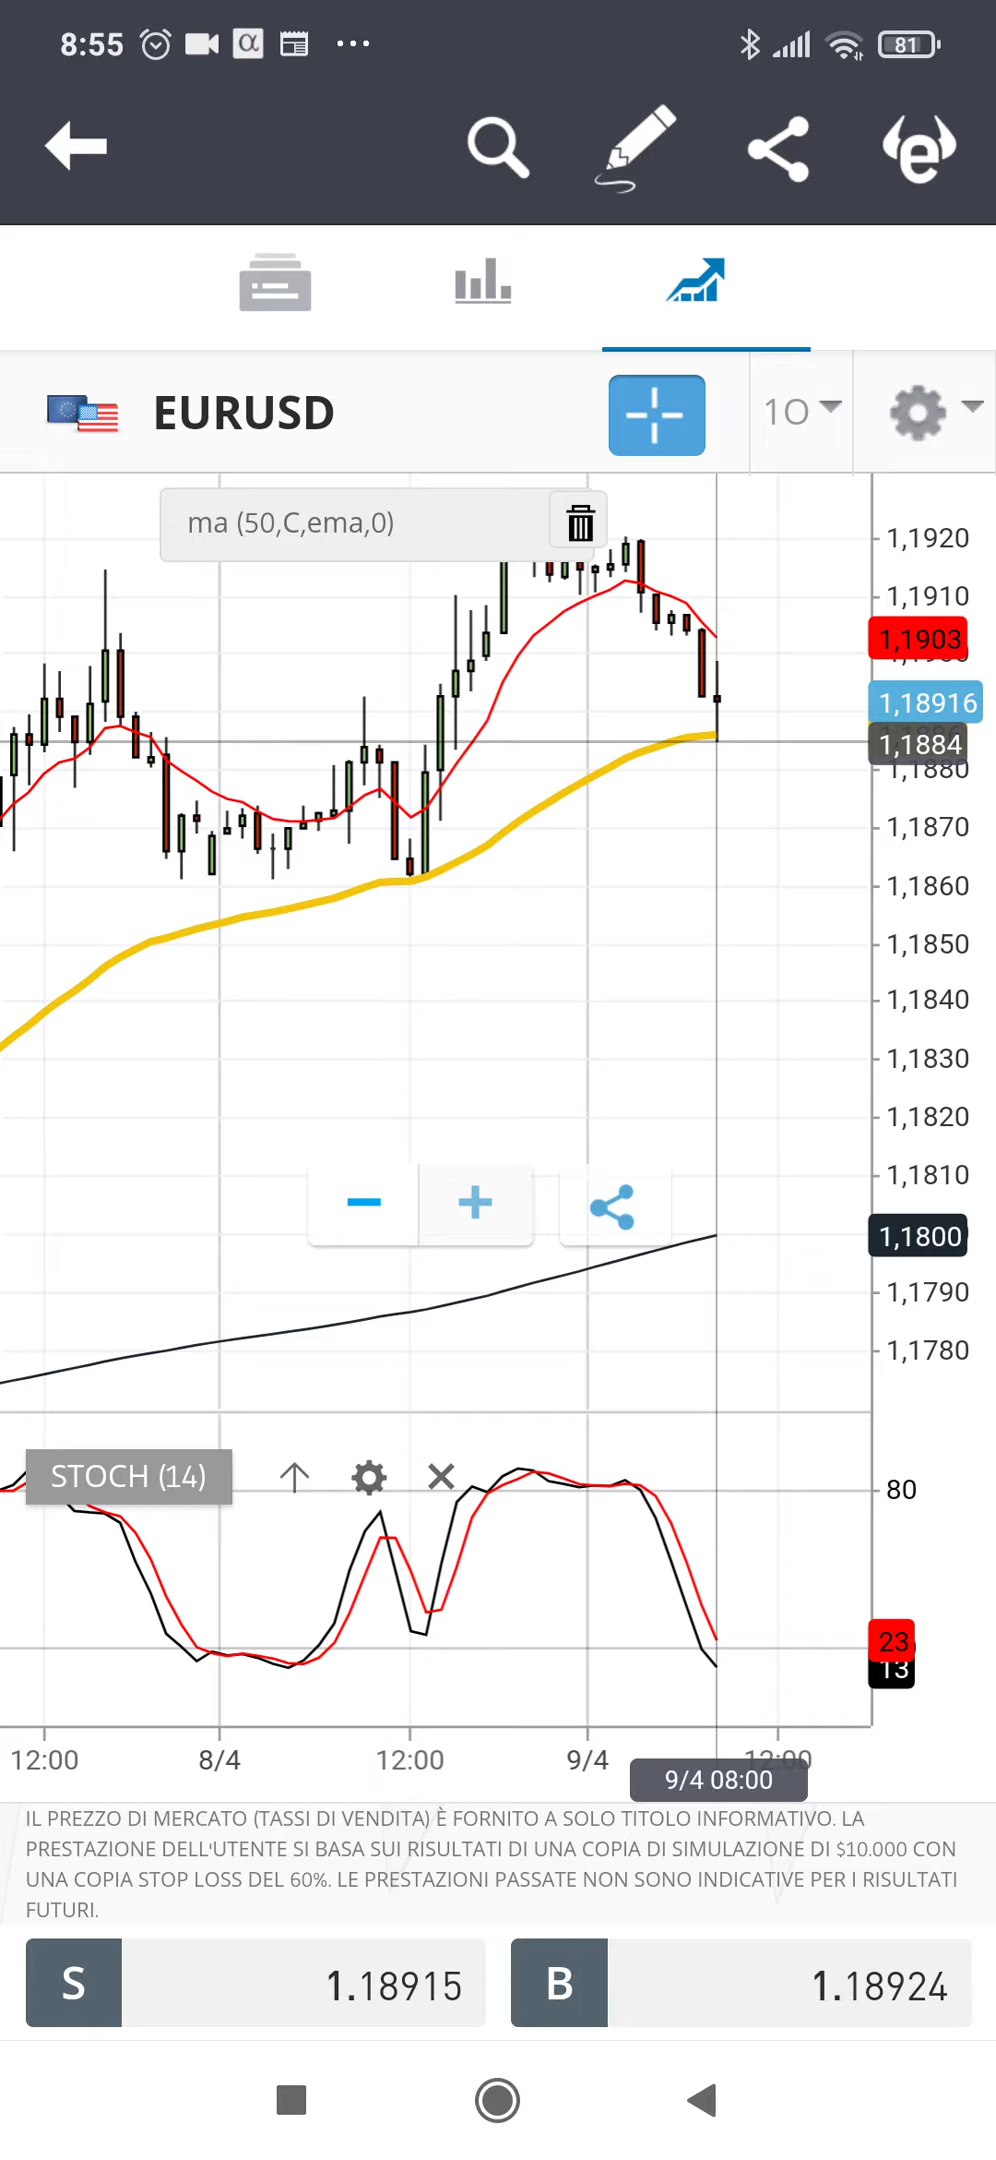 8:55 α ... 81
e
EURUSD 1O
ma (50,C,ema,0)
1,1920
1,1910
1,1903
1,18916
1,1884
1,1880
1,1870
1,1860
1,1850
1,1840
1,1830
1,1820
1,1810
1,1800
1,1790
1,1780
STOCH (14)
80
23
13
12:00 8/4 12:00 9/4 12:00
9/4 08:00
IL PREZZO DI MERCATO (TASSI DI VENDITA) È FORNITO A SOLO TITOLO INFORMATIVO. LA
PRESTAZIONE DELL'UTENTE SI BASA SUI RISULTATI DI UNA COPIA DI SIMULAZIONE DI $10.000 CON
UNA COPIA STOP LOSS DEL 60%. LE PRESTAZIONI PASSATE NON SONO INDICATIVE PER I RISULTATI
FUTURI.
S 1.18915 B 1.18924